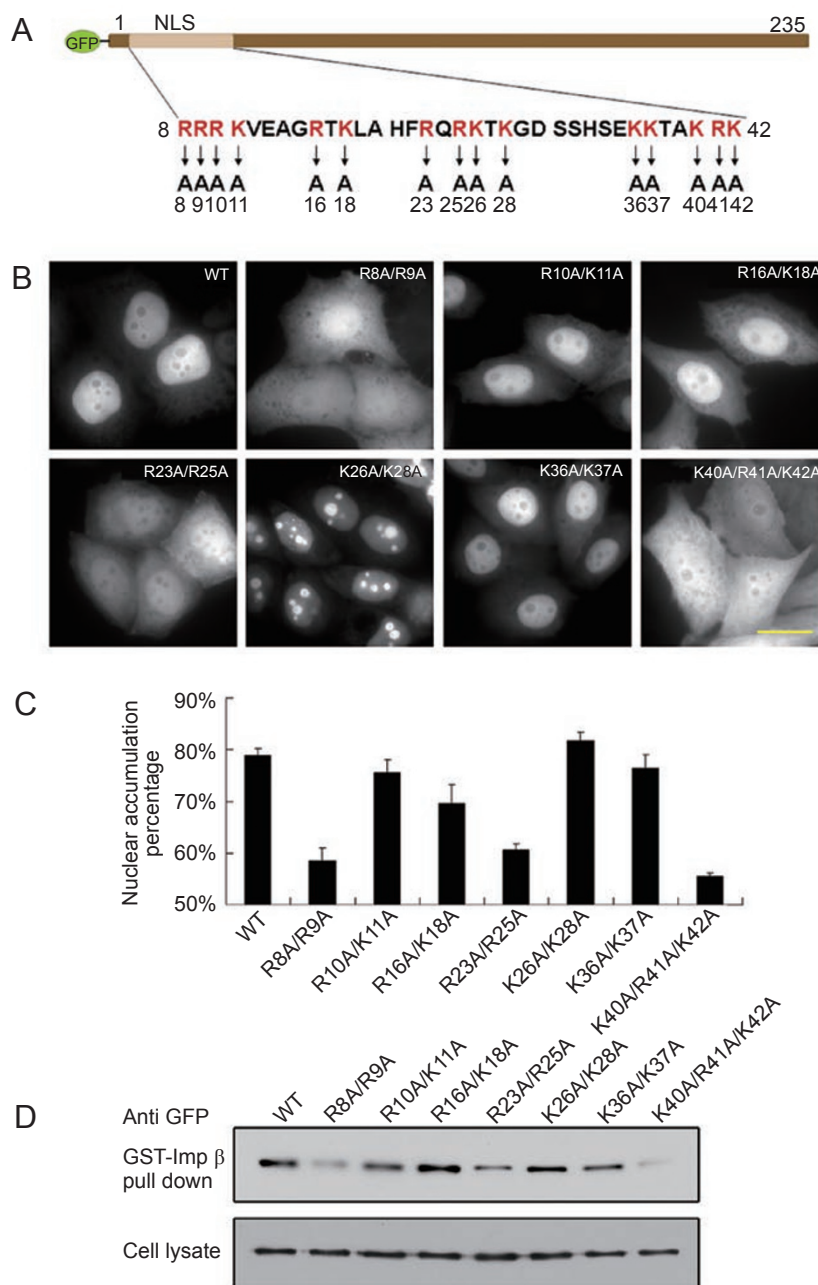 A
GFP
1
NLS
235
8 RRR KVEAGRTKLAHFRQRKTKGD SSHSEKKTAK RK 42
A A A A A A A A A A A A A A A
8 9 10 11 16 18 23 25 26 28 36 37 40 41 42
B
WT
R8A/R9A
R10A/K11A
R16A/K18A
R23A/R25A
K26A/K28A
K36A/K37A
K40A/R41A/K42A
C
Nuclear accumulation
percentage
90%
80%
70%
60%
50%
WT
R8A/R9A
R10A/K11A
R16A/K18A
R23A/R25A
K26A/K28A
K36A/K37A
K40A/R41A/K42A
D
WT
R8A/R9A
R10A/K11A
R16A/K18A
R23A/R25A
K26A/K28A
K36A/K37A
K40A/R41A/K42A
Anti GFP
GST-Imp β
pull down
Cell lysate